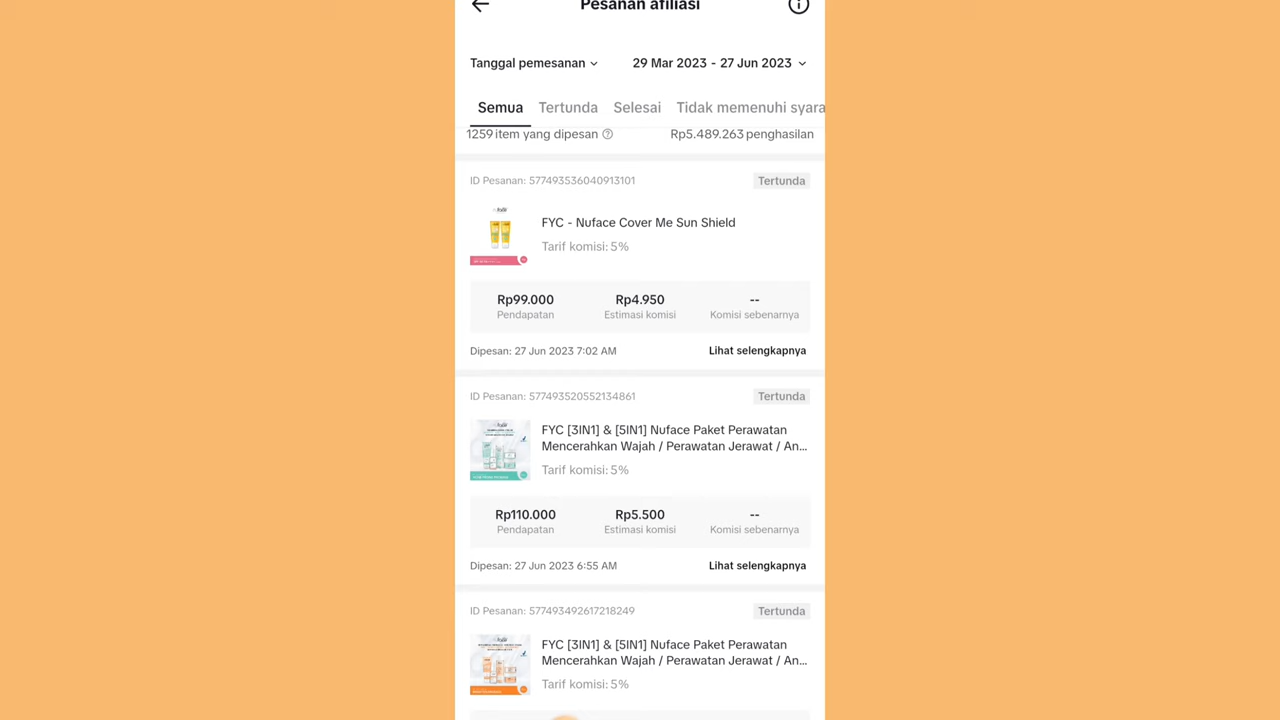 Pesanan afiliasi
Tanggal pemesanan
29 Mar 2023 - 27 Jun 2023
Semua
Tertunda
Selesai
Tidak memenuhi syara
1259 item yang dipesan
Rp5.489.263 penghasilan
ID Pesanan: 577493536040913101
Tertunda
FYC - Nuface Cover Me Sun Shield
Tarif komisi: 5%
Rp99.000
Rp4.950
--
Pendapatan
Estimasi komisi
Komisi sebenarnya
Dipesan: 27 Jun 2023 7:02 AM
Lihat selengkapnya
ID Pesanan: 577493520552134861
Tertunda
FYC [3IN1] & [5IN1] Nuface Paket Perawatan
Mencerahkan Wajah / Perawatan Jerawat / An...
Tarif komisi: 5%
Rp110.000
Rp5.500
--
Pendapatan
Estimasi komisi
Komisi sebenarnya
Dipesan: 27 Jun 2023 6:55 AM
Lihat selengkapnya
ID Pesanan: 577493492617218249
Tertunda
FYC [3IN1] & [5IN1] Nuface Paket Perawatan
Mencerahkan Wajah / Perawatan Jerawat / An...
Tarif komisi: 5%